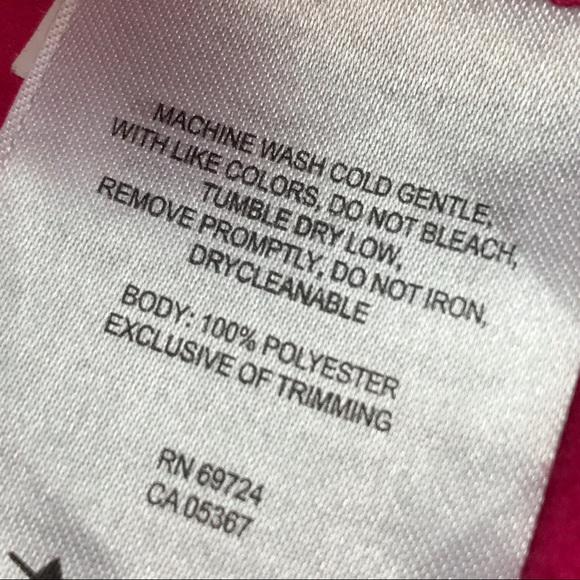 MACHINE WASH COLD GENTLE,
WITH LIKE COLORS, DO NOT BLEACH,
TUMBLE DRY LOW,
REMOVE PROMPTLY, DO NOT IRON,
DRYCLEANABLE
BODY: 100% POLYESTER
EXCLUSIVE OF TRIMMING
RN 69724
CA 05367